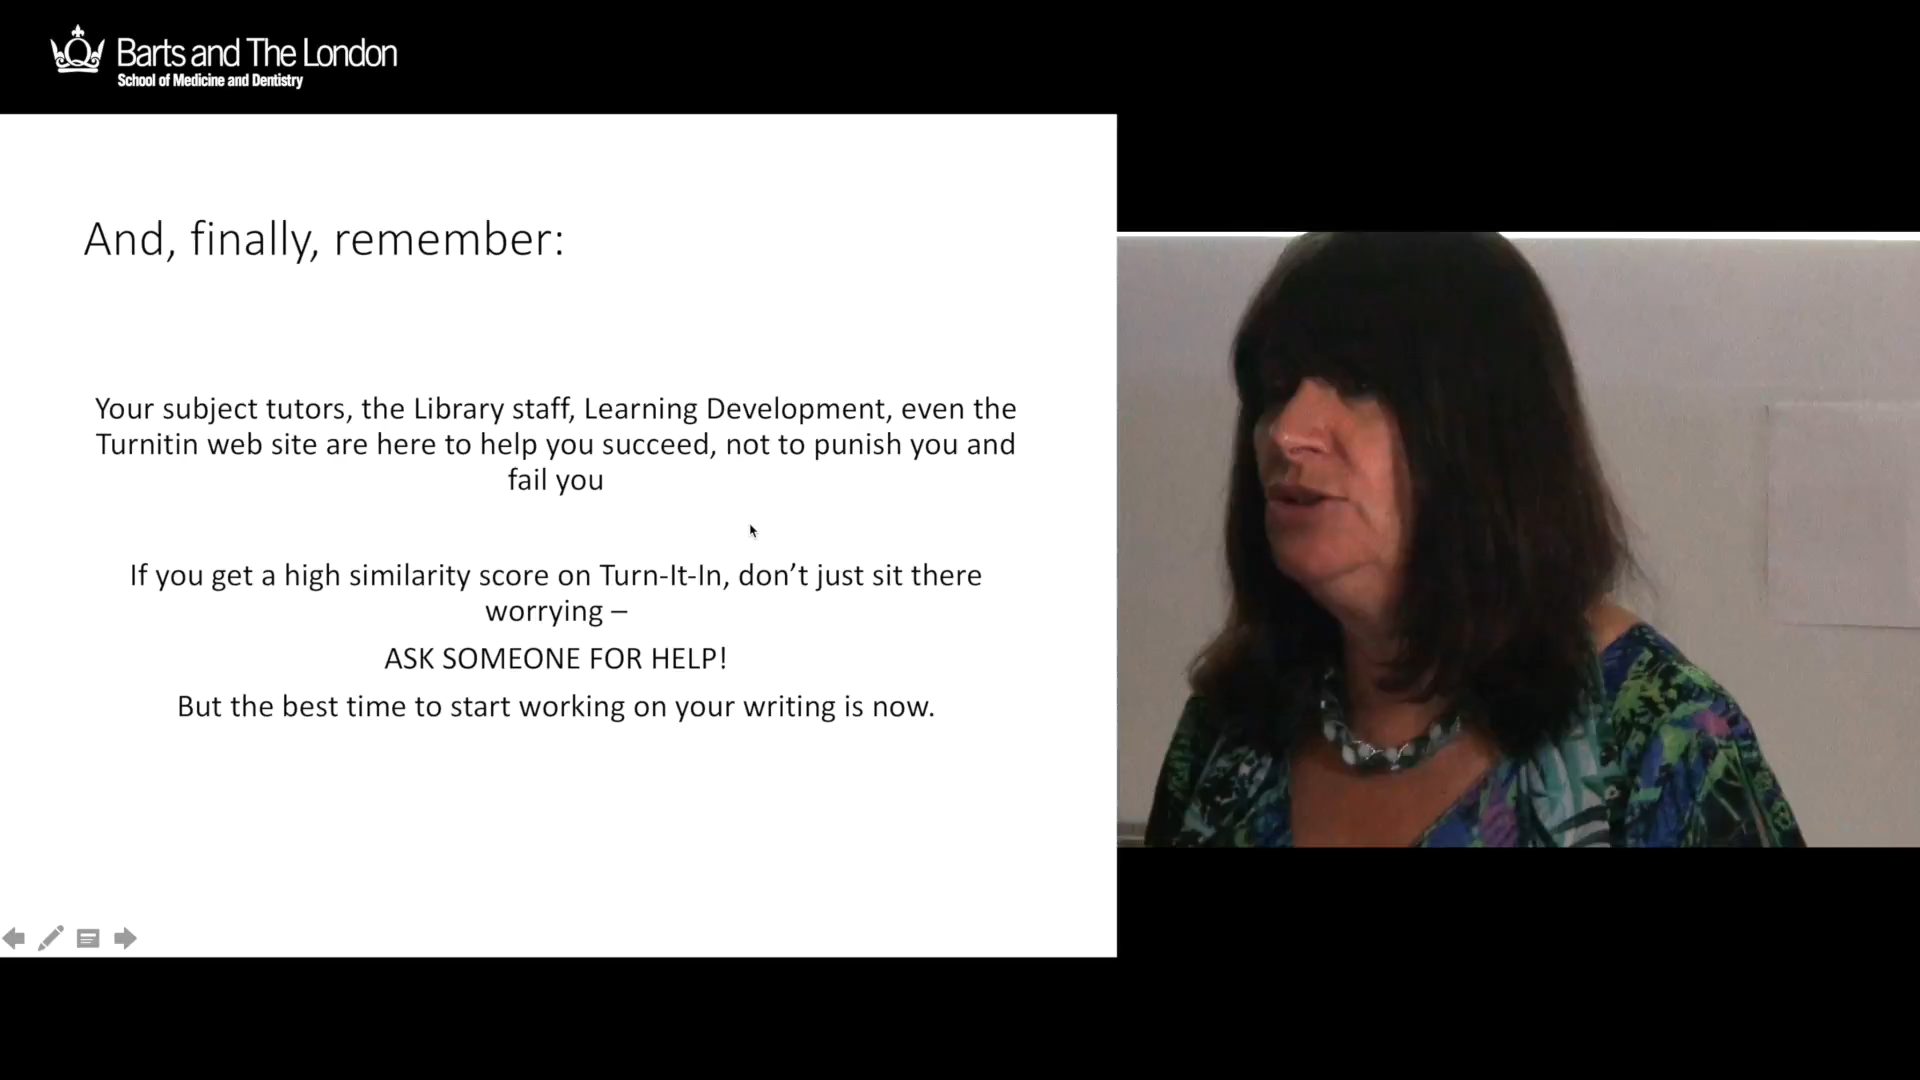 Barts and The London
School of Medicine and Dentistry
And, finally, remember:
Your subject tutors, the Library staff, Learning Development, even the
Turnitin web site are here to help you succeed, not to punish you and
fail you
If you get a high similarity score on Turn-It-In, don’t just sit there
worrying –
ASK SOMEONE FOR HELP!
But the best time to start working on your writing is now.